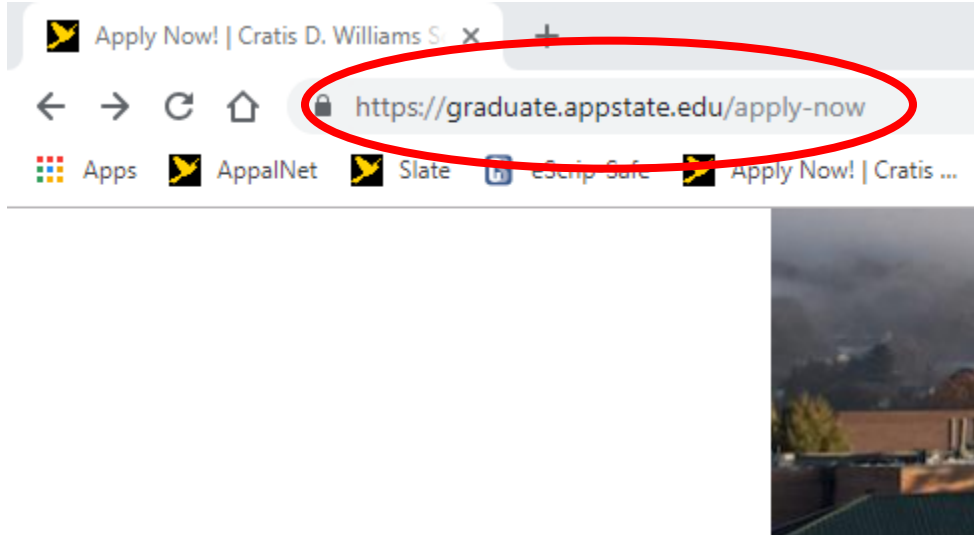 Apply Now! | Cratis D. Williams S
https://graduate.appstate.edu/apply-now
Apps AppalNet Slate eScrip-Safe Apply Now! | Cratis ...